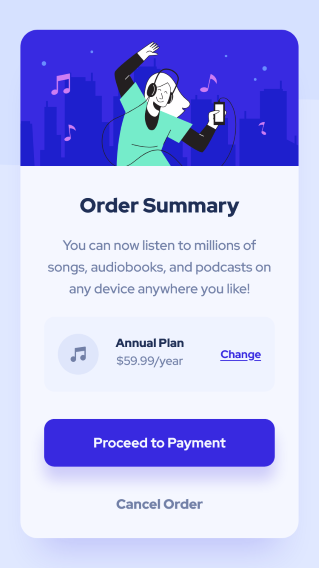 Order Summary
You can now listen to millions of
songs, audiobooks, and podcasts on
any device anywhere you like!
Annual Plan
$59.99/year
Change
Proceed to Payment
Cancel Order